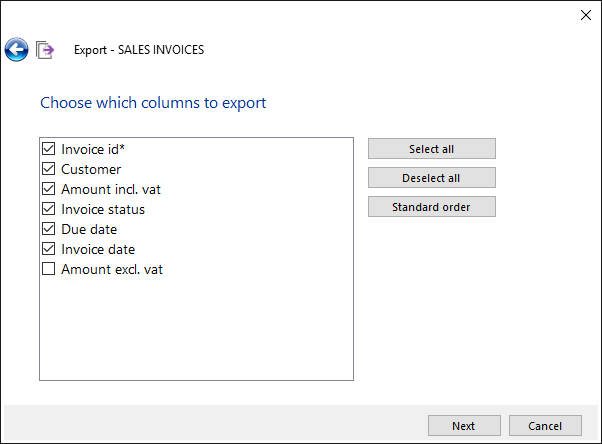 Export - SALES INVOICES
Choose which columns to export
Invoice id*
Customer
Amount incl. vat
Invoice status
Due date
Invoice date
Amount excl. vat
Select all
Deselect all
Standard order
Next
Cancel